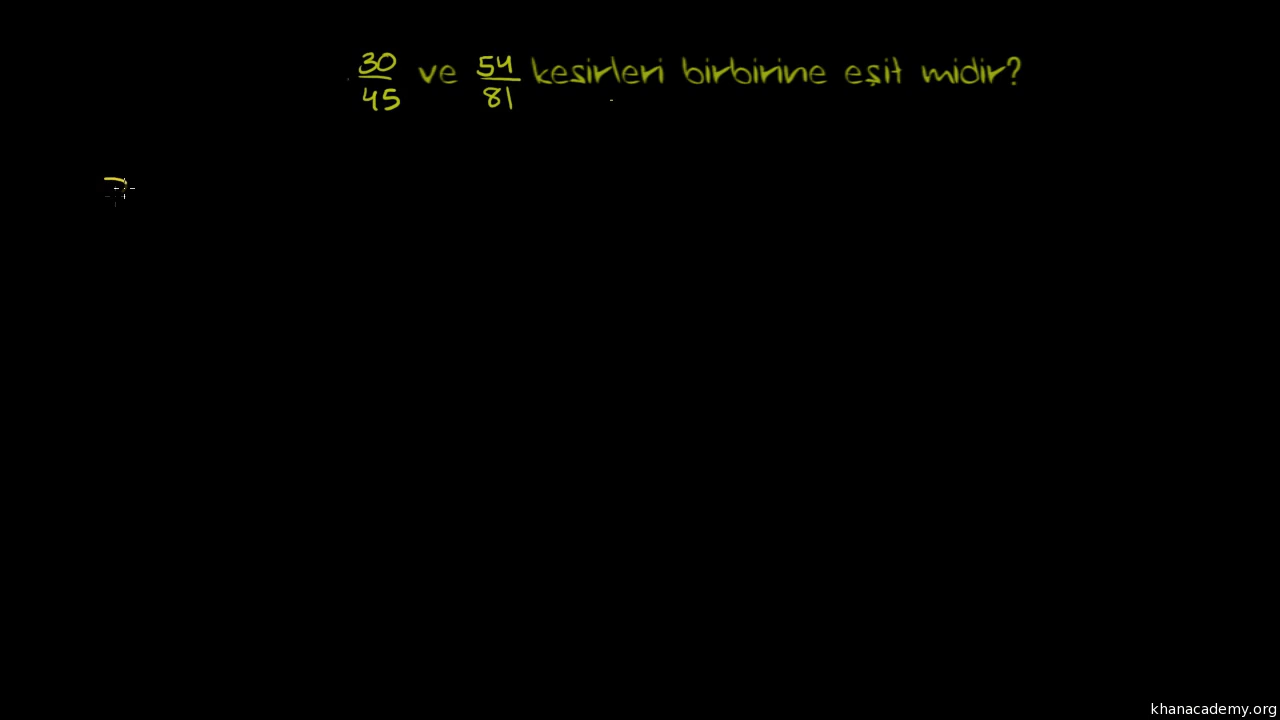 30/45 ve 54/81 kesirleri birbirine eşit midir?
khanacademy.org